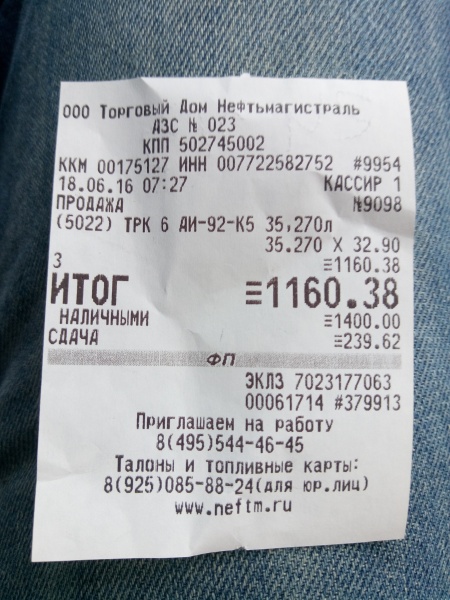 ООО Торговый Дом Нефтьмагистраль
АЗС № 023
КПП 502745002
ККМ 00175127 ИНН 007722582752 #9954
18.06.16 07:27 КАССИР 1
ПРОДАЖА №9098
(5022) ТРК 6 АИ-92-К5 35,270л
35.270 X 32.90
3 ≡1160.38
ИТОГ ≡1160.38
НАЛИЧНЫМИ ≡1400.00
СДАЧА ≡239.62
ФП
ЭКЛЗ 7023177063
00061714 #379913
Приглашаем на работу
8(495)544-46-45
Талоны и топливные карты:
8(925)085-88-24(для юр.лиц)
www.neftm.ru